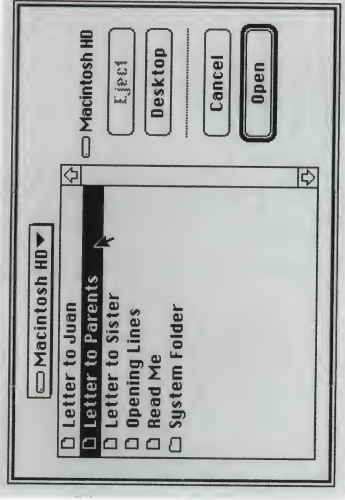 Macintosh HD
Letter to Juan
Letter to Parents
Letter to Sister
Opening Lines
Read Me
System Folder
Macintosh HD
Eject
Desktop
Cancel
Open